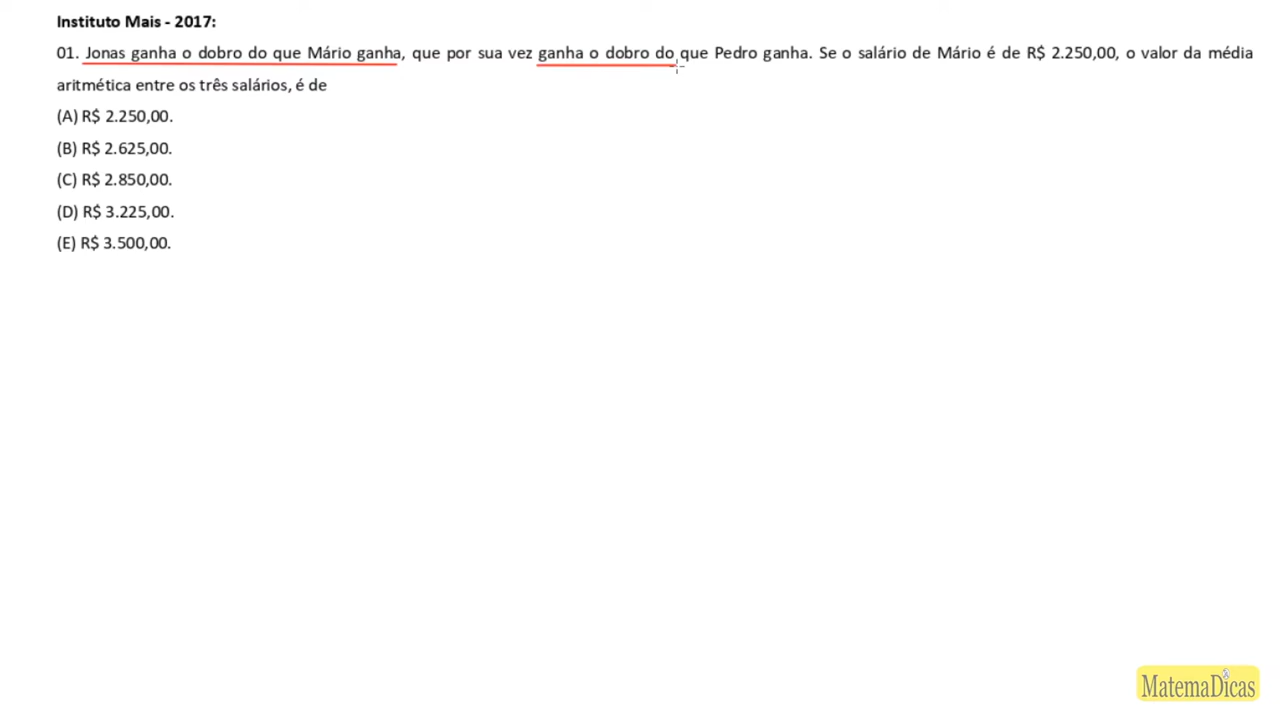 Instituto Mais - 2017:
01. Jonas ganha o dobro do que Mário ganha, que por sua vez ganha o dobro do que Pedro ganha. Se o salário de Mário é de R$ 2.250,00, o valor da média
aritmética entre os três salários, é de
(A) R$ 2.250,00.
(B) R$ 2.625,00.
(C) R$ 2.850,00.
(D) R$ 3.225,00.
(E) R$ 3.500,00.
MatemaDicas